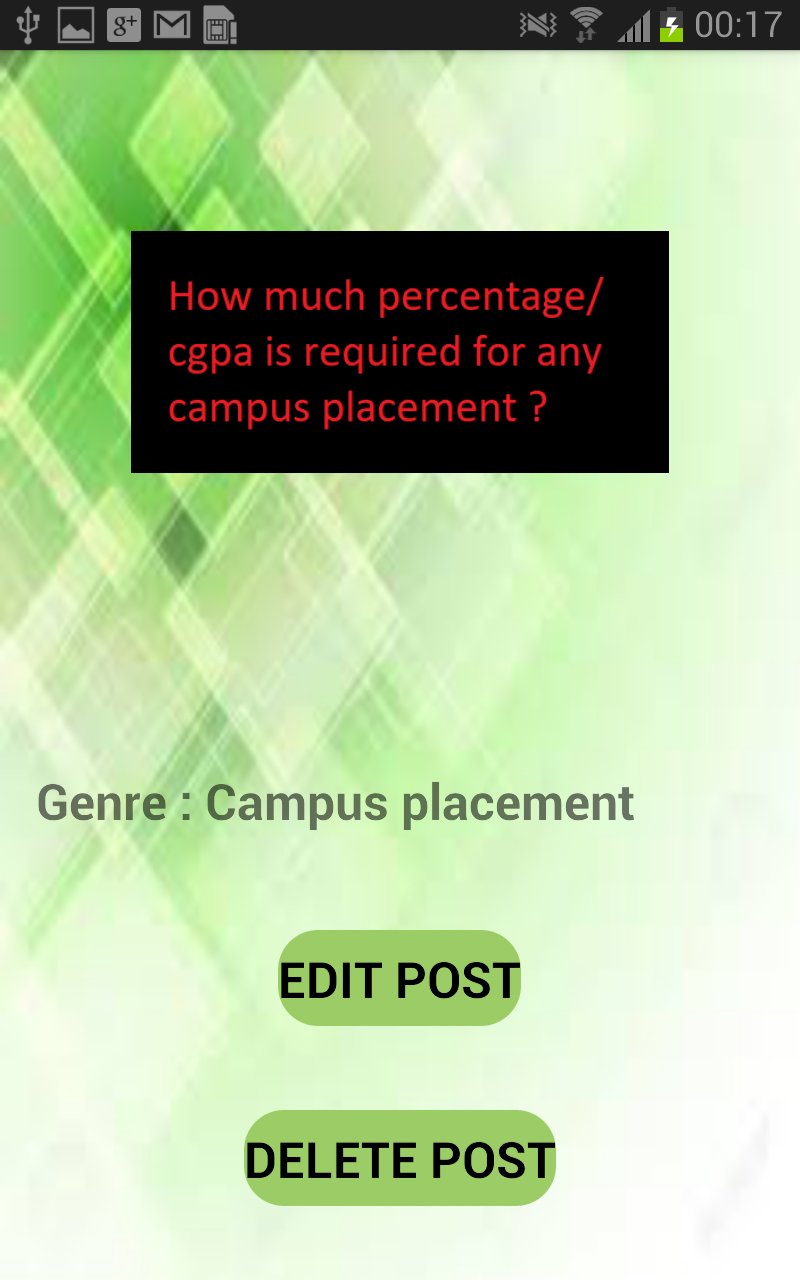 g+
00:17
How much percentage/
cgpa is required for any
campus placement ?
Genre : Campus placement
EDIT POST
DELETE POST